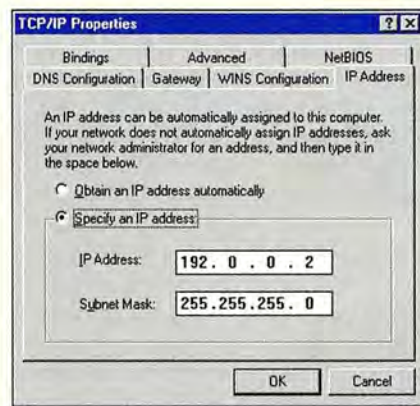 TCP/IP Properties
Bindings Advanced NetBIOS
DNS Configuration Gateway WINS Configuration IP Address
An IP address can be automatically assigned to this computer.
If your network does not automatically assign IP addresses, ask
your network administrator for an address, and then type it in
the space below.
Obtain an IP address automatically
Specify an IP address:
IP Address: 192. 0 . 0 . 2
Subnet Mask: 255.255.255. 0
OK Cancel